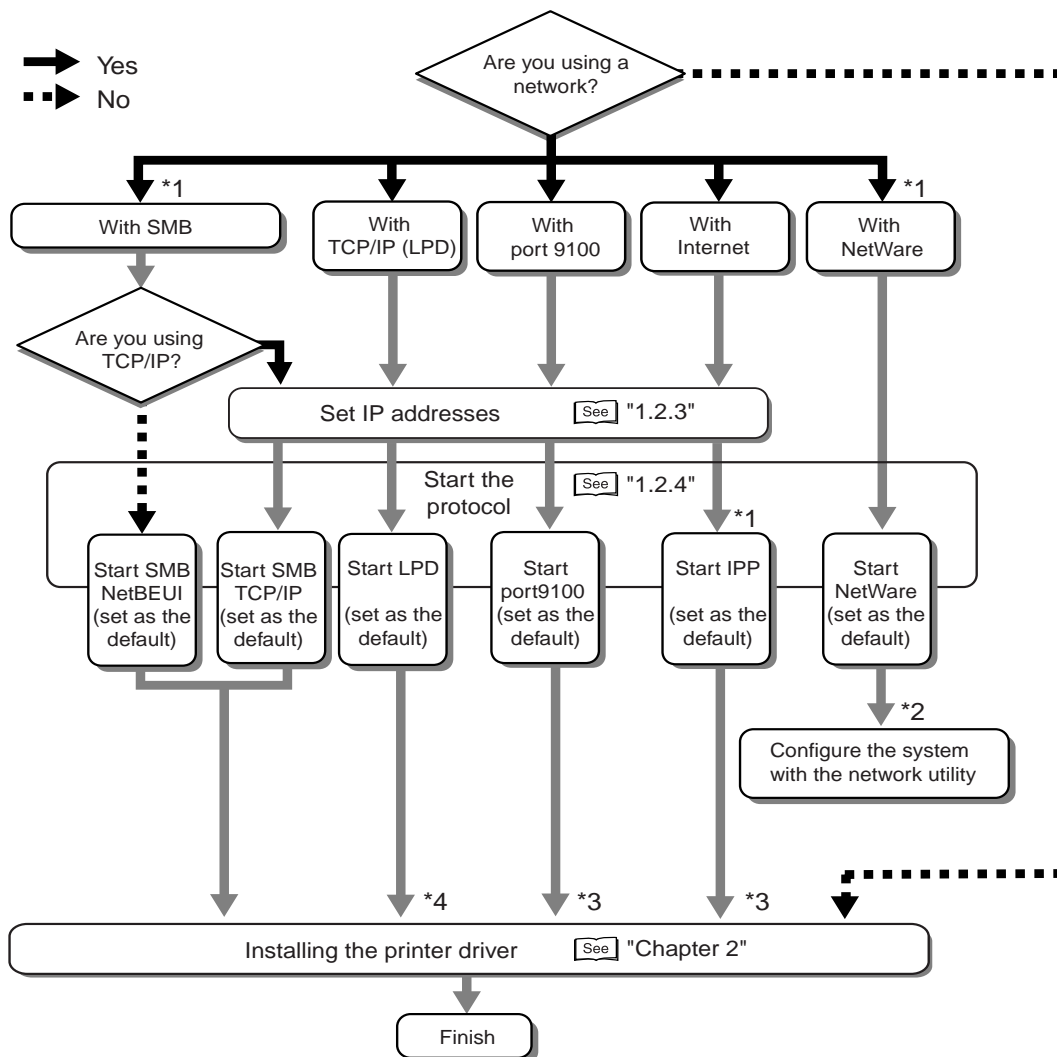 Yes
No
Are you using a
network?
*1
*1
With SMB
With
TCP/IP (LPD)
With
port 9100
With
Internet
With
NetWare
Are you using
TCP/IP?
Set IP addresses
See
"1.2.3"
Start the
protocol
See
"1.2.4"
*1
Start SMB
NetBEUI
(set as the
default)
Start SMB
TCP/IP
(set as the
default)
Start LPD
(set as the
default)
Start
port9100
(set as the
default)
Start IPP
(set as the
default)
Start
NetWare
(set as the
default)
*2
Configure the system
with the network utility
*4
*3
*3
Installing the printer driver
See
"Chapter 2"
Finish